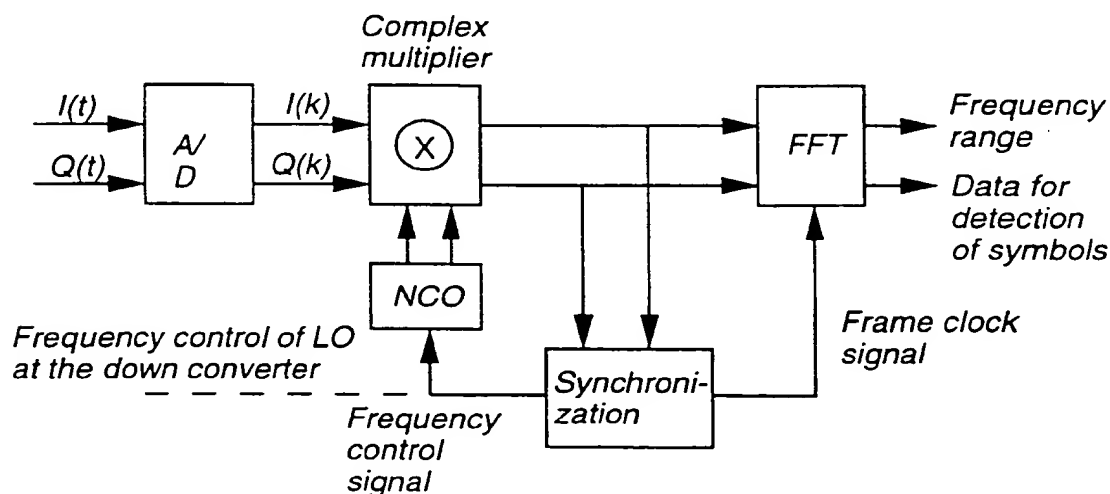 Complex
multiplier
I(t)
I(k)
A/
D
Q(t)
Q(k)
X
FFT
Frequency
range
Data for
detection
of symbols
NCO
Frequency control of LO
at the down converter
Frame clock
signal
Synchroni-
zation
Frequency
control
signal